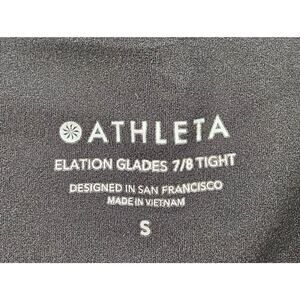 ATHLETA
ELATION GLADES 7/8 TIGHT
DESIGNED IN SAN FRANCISCO
MADE IN VIETNAM
S